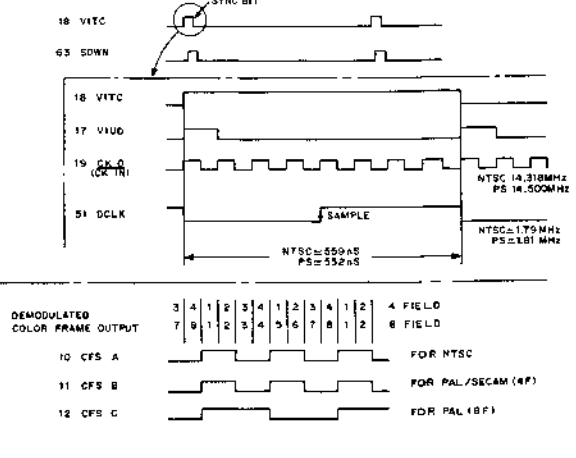 SYNC BIT
18 VITC
63 SDWN
18 VITC
17 VIUD
19 CK O
(CK IN)
NTSC 14.318MHz
PS 14.500MHz
51 DCLK
SAMPLE
NTSC=1.79MHz
PS=1.81 MHz
NTSC=559nS
PS=552nS
DEMODULATED
COLOR FRAME OUTPUT
3 4 1 2 3 4 1 2 3 4 1 2 4 FIELD
7 8 1 2 3 4 5 6 7 8 1 2 8 FIELD
10 CFS A FOR NTSC
11 CFS B FOR PAL/SECAM (4F)
12 CFS C FOR PAL (8F)